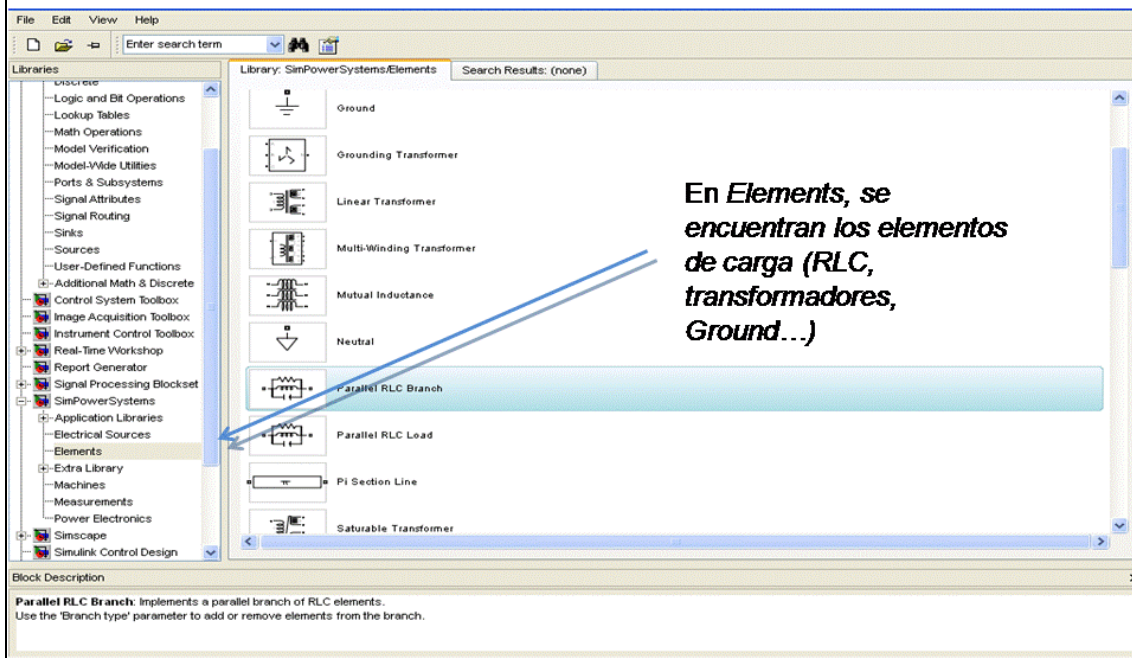 File Edit View Help
Enter search term
Libraries
Library: SimPowerSystems/Elements Search Results: (none)
Discrete
Logic and Bit Operations
Lookup Tables
Math Operations
Model Verification
Model-Wide Utilities
Ports & Subsystems
Signal Attributes
Signal Routing
Sinks
Sources
User-Defined Functions
Additional Math & Discrete
Control System Toolbox
Image Acquisition Toolbox
Instrument Control Toolbox
Real-Time Workshop
Report Generator
Signal Processing Blockset
SimPowerSystems
Application Libraries
Electrical Sources
Elements
Extra Library
Machines
Measurements
Power Electronics
Simscape
Simulink Control Design
Ground
Grounding Transformer
Linear Transformer
Multi-Winding Transformer
Mutual Inductance
Neutral
Parallel RLC Branch
Parallel RLC Load
Pi Section Line
Saturable Transformer
En Elements, se
encuentran los elementos
de carga (RLC,
transformadores,
Ground…)
Block Description
Parallel RLC Branch: Implements a parallel branch of RLC elements.
Use the 'Branch type' parameter to add or remove elements from the branch.